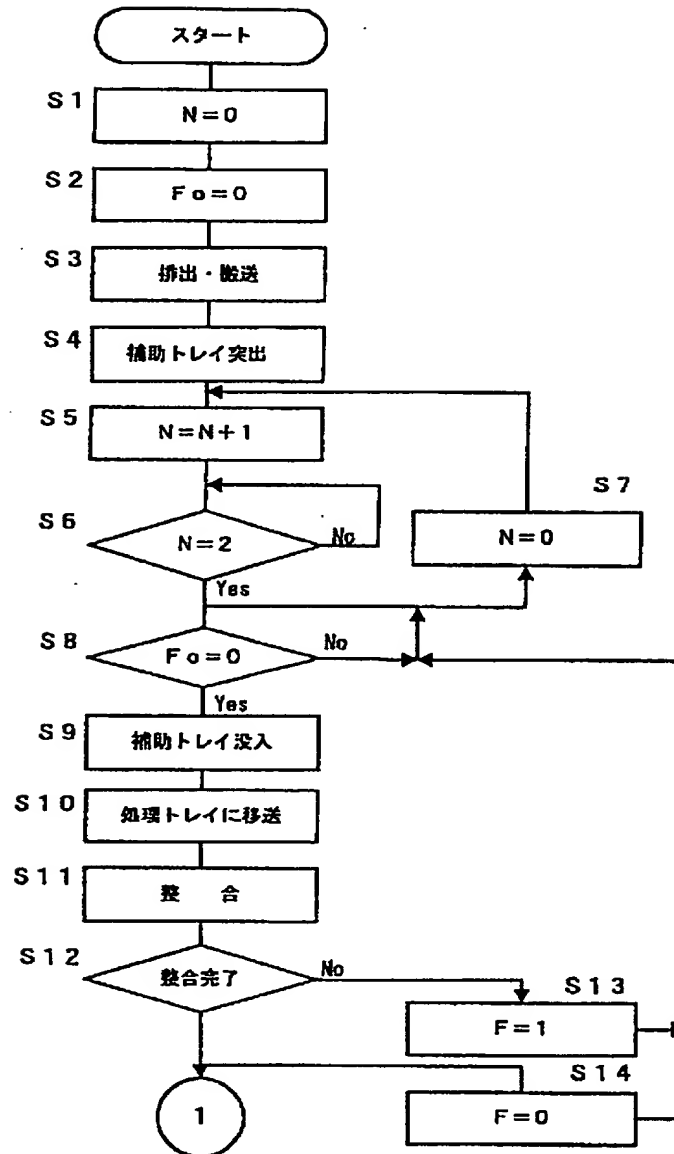 スタート
S1
N=0
S2
Fo=0
S3
排出・搬送
S4
補助トレイ突出
S5
N=N+1
S6
N=2
No
Yes
S7
N=0
S8
Fo=0
No
Yes
S9
補助トレイ没入
S10
処理トレイに移送
S11
整 合
S12
整合完了
No
S13
F=1
S14
F=0
1